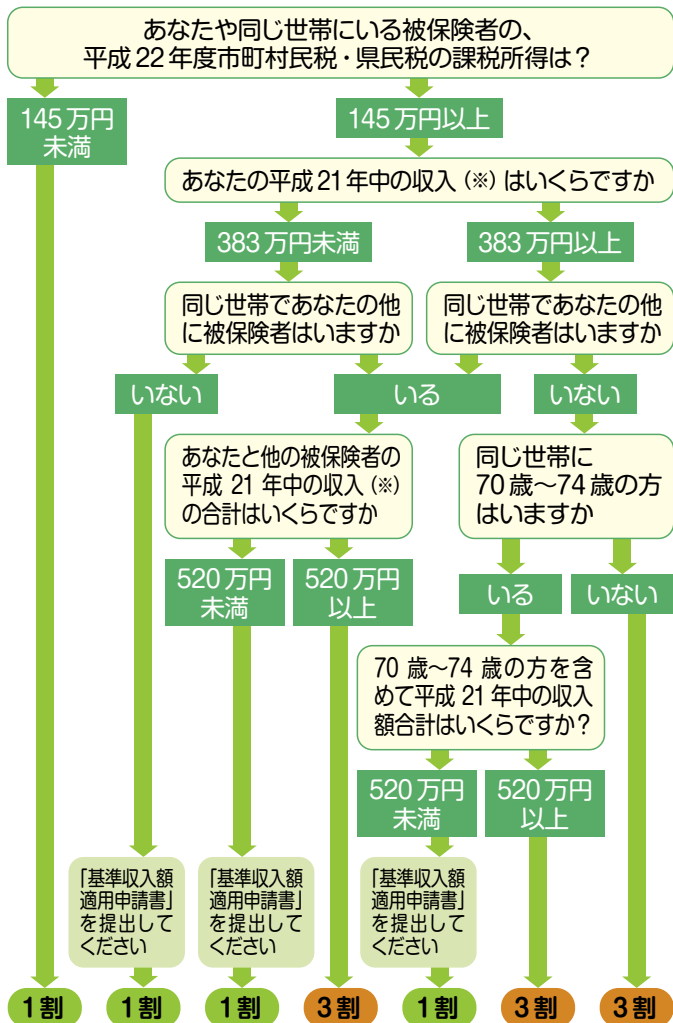 あなたや同じ世帯にいる被保険者の、
平成22年度市町村民税・県民税の課税所得は？
145万円
未満
145万円以上
あなたの平成21年中の収入（※）はいくらですか
383万円未満
383万円以上
同じ世帯であなたの他
に被保険者はいますか
同じ世帯であなたの他
に被保険者はいますか
いない
いる
いない
あなたと他の被保険者の
平成 21 年中の収入（※）
の合計はいくらですか
同じ世帯に
70歳〜74歳の方
はいますか
520万円
未満
520万円
以上
いる
いない
70 歳〜74 歳の方を含
めて平成 21 年中の収入
額合計はいくらですか？
520万円
未満
520万円
以上
「基準収入額
適用申請書」
を提出して
ください
「基準収入額
適用申請書」
を提出して
ください
「基準収入額
適用申請書」
を提出して
ください
1割
1割
1割
3割
1割
3割
3割